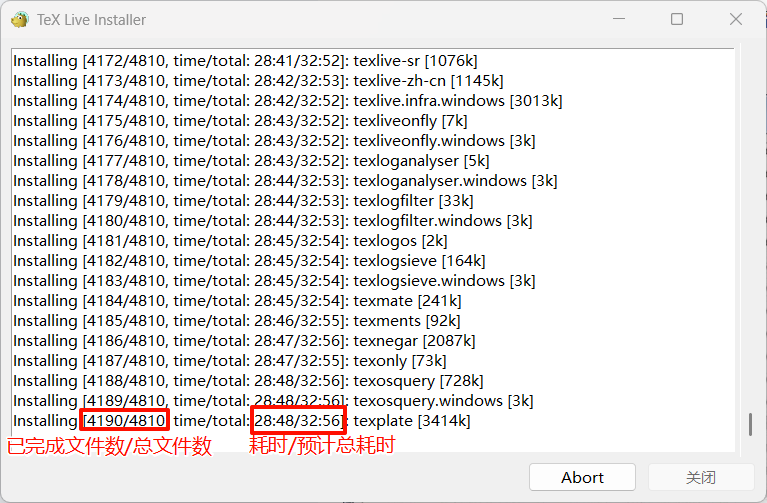 TeX Live Installer
Installing [4172/4810, time/total: 28:41/32:52]: texlive-sr [1076k]
Installing [4173/4810, time/total: 28:42/32:53]: texlive-zh-cn [1145k]
Installing [4174/4810, time/total: 28:42/32:52]: texlive.infra.windows [3013k]
Installing [4175/4810, time/total: 28:43/32:52]: texliveonfly [7k]
Installing [4176/4810, time/total: 28:43/32:52]: texliveonfly.windows [3k]
Installing [4177/4810, time/total: 28:43/32:52]: texloganalyser [5k]
Installing [4178/4810, time/total: 28:44/32:53]: texloganalyser.windows [3k]
Installing [4179/4810, time/total: 28:44/32:53]: texlogfilter [33k]
Installing [4180/4810, time/total: 28:44/32:53]: texlogfilter.windows [3k]
Installing [4181/4810, time/total: 28:45/32:54]: texlogos [2k]
Installing [4182/4810, time/total: 28:45/32:54]: texlogsieve [164k]
Installing [4183/4810, time/total: 28:45/32:54]: texlogsieve.windows [3k]
Installing [4184/4810, time/total: 28:45/32:54]: texmate [241k]
Installing [4185/4810, time/total: 28:46/32:55]: texments [92k]
Installing [4186/4810, time/total: 28:47/32:56]: texnegar [2087k]
Installing [4187/4810, time/total: 28:47/32:55]: texonly [73k]
Installing [4188/4810, time/total: 28:48/32:56]: texosquery [728k]
Installing [4189/4810, time/total: 28:48/32:56]: texosquery.windows [3k]
Installing [4190/4810, time/total: 28:48/32:56]: texplate [3414k]
已完成文件数/总文件数 耗时/预计总耗时
Abort 关闭